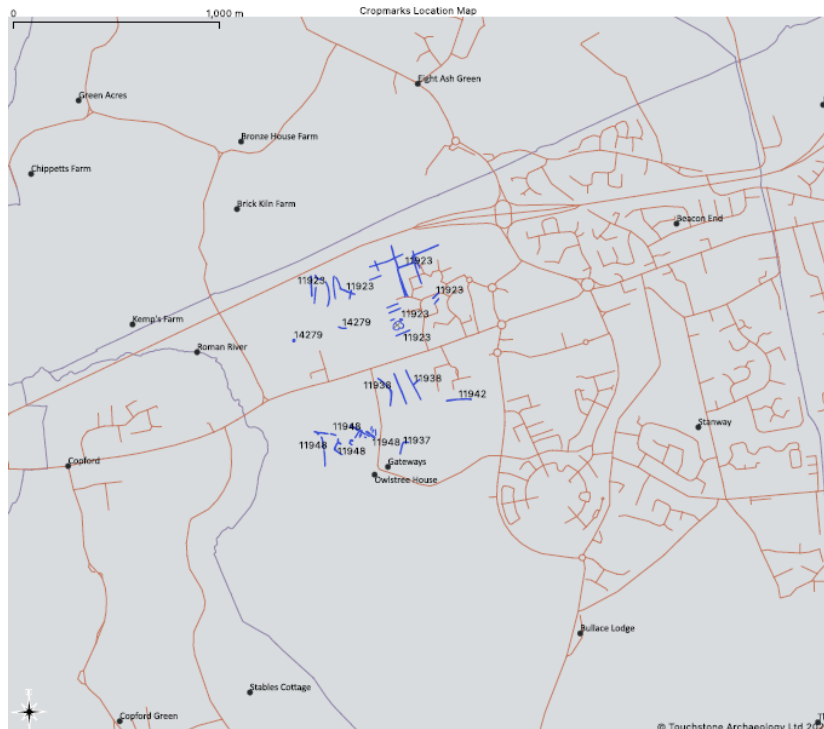 Cropmarks Location Map
0 1,000 m
Eight Ash Green
Green Acres
Bronze House Farm
Chippetts Farm
Brick Kiln Farm
Beacon End
11923
11923
11923
11923
11923
11923
14279
14279
Kemp's Farm
Roman River
11938
11938
11942
11948
11948
11948
11948
11937
Stanway
Copford
Gateways
Owlstree House
Bullace Lodge
Stables Cottage
Copford Green
© Touchstone Archaeology Ltd